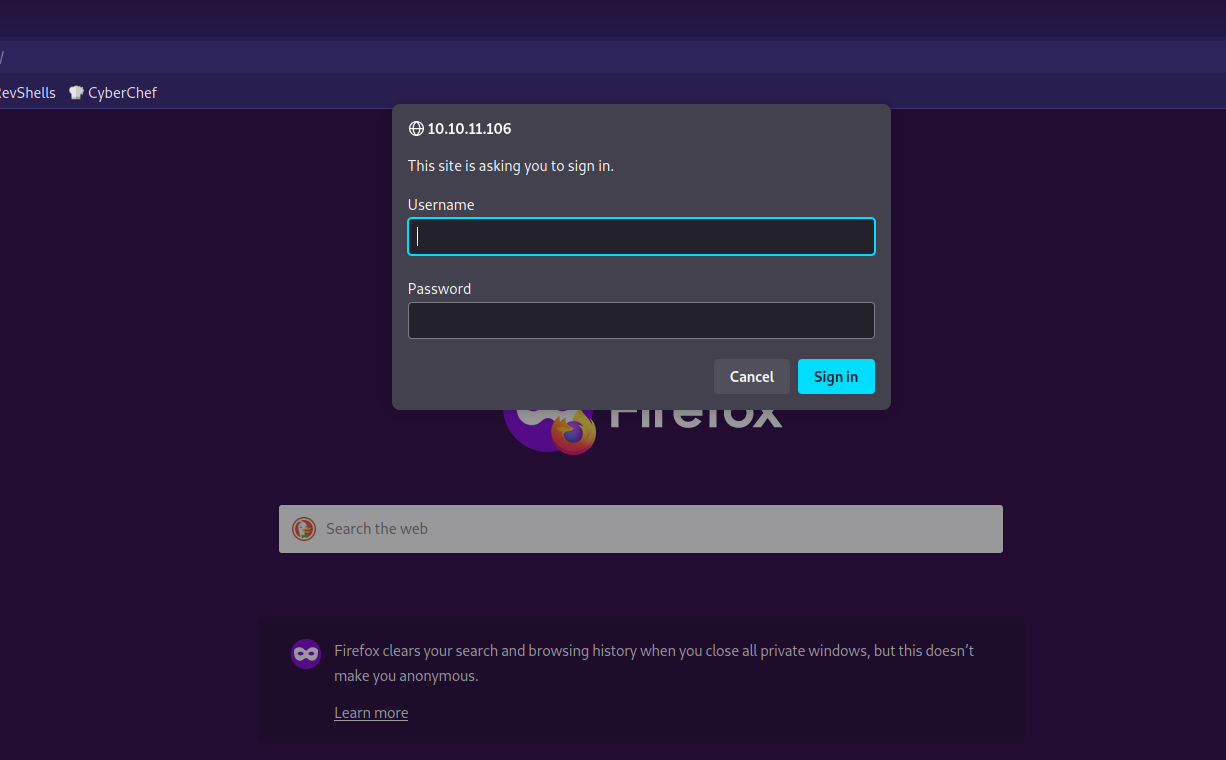 /
evShells CyberChef
10.10.11.106
This site is asking you to sign in.
Username
Password
Cancel Sign in
Firefox
Search the web
Firefox clears your search and browsing history when you close all private windows, but this doesn’t
make you anonymous.
Learn more